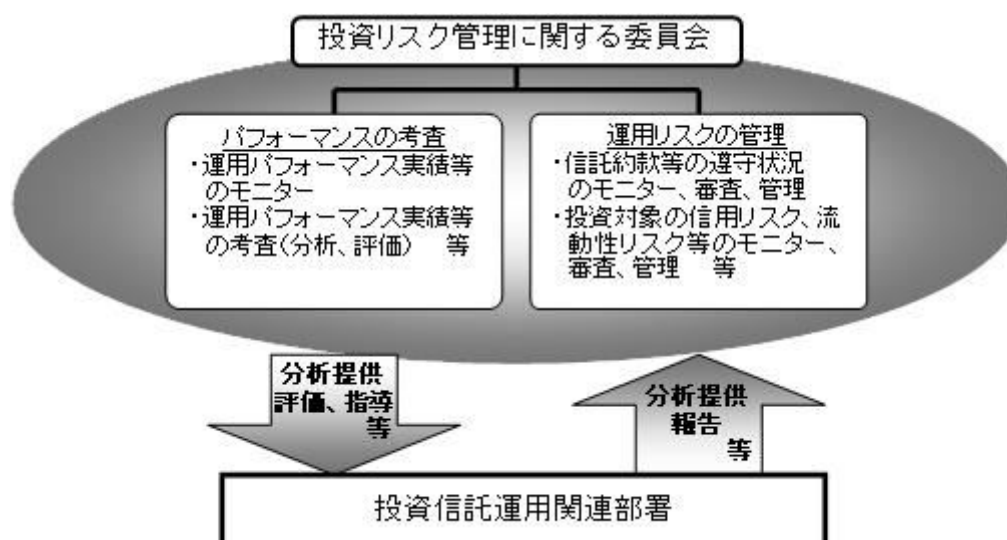 投資リスク管理に関する委員会
パフォーマンスの考査
・運用パフォーマンス実績等
のモニター
・運用パフォーマンス実績等
の考査(分析、評価) 等
運用リスクの管理
・信託約款等の遵守状況
のモニター、審査、管理
・投資対象の信用リスク、流
動性リスク等のモニター、
審査、管理 等
分析提供
評価、指導
等
分析提供
報告
等
投資信託運用関連部署